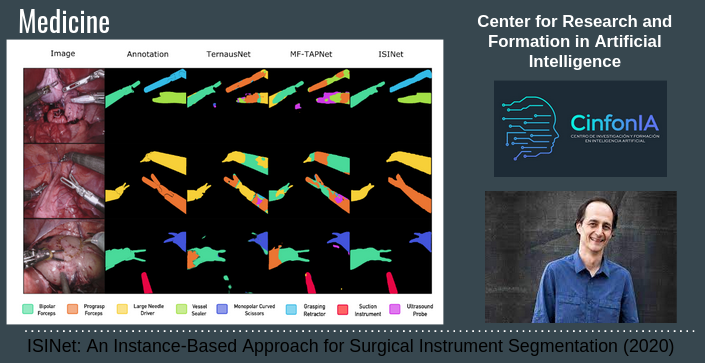 Medicine
Center for Research and
Formation in Artificial
Intelligence
Image Annotation TernausNet MF-TAPNet ISINet
CinfonIA
CENTRO DE INVESTIGACIÓN Y FORMACIÓN
EN INTELIGENCIA ARTIFICIAL
Bipolar Forceps
Prograsp Forceps
Large Needle Driver
Vessel Sealer
Monopolar Curved Scissors
Grasping Retractor
Suction Instrument
Ultrasound Probe
ISINet: An Instance-Based Approach for Surgical Instrument Segmentation (2020)